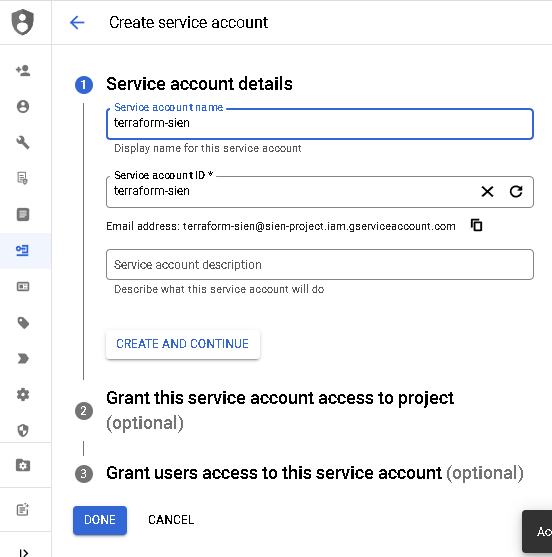 Create service account
1 Service account details
Service account name
terraform-sien
Display name for this service account
Service account ID *
terraform-sien
Email address: terraform-sien@sien-project.iam.gserviceaccount.com
Service account description
Describe what this service account will do
CREATE AND CONTINUE
2 Grant this service account access to project
(optional)
3 Grant users access to this service account (optional)
DONE CANCEL